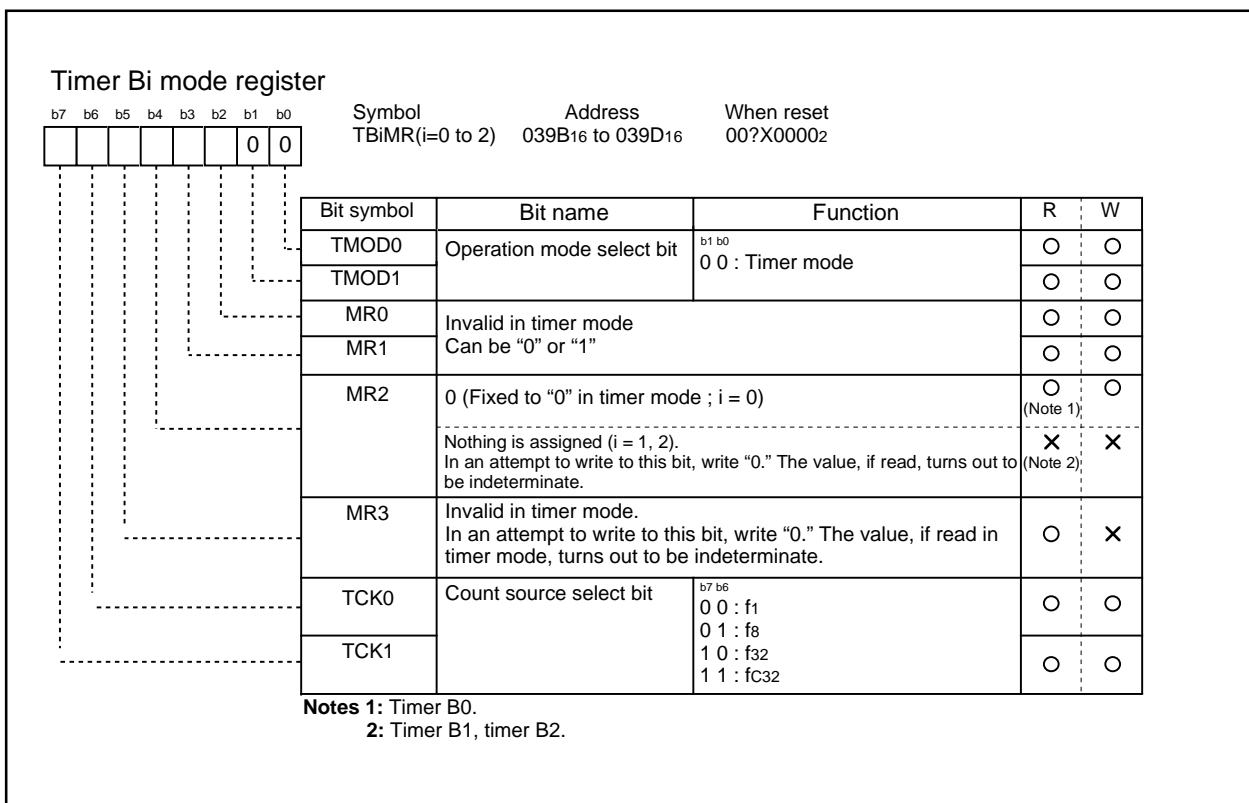 Timer Bi mode register
b7 b6 b5 b4 b3 b2 b1 b0
0 0
Symbol Address When reset
TBiMR(i=0 to 2) 039B16 to 039D16 00?X00002
Bit symbol Bit name Function R W
TMOD0 Operation mode select bit b1 b0
0 0 : Timer mode
TMOD1
MR0 Invalid in timer mode
Can be “0” or “1”
MR1
MR2 0 (Fixed to “0” in timer mode ; i = 0)
(Note 1)
Nothing is assigned (i = 1, 2).
In an attempt to write to this bit, write “0.” The value, if read, turns out to
be indeterminate.
(Note 2)
MR3 Invalid in timer mode.
In an attempt to write to this bit, write “0.” The value, if read in
timer mode, turns out to be indeterminate.
TCK0 Count source select bit b7 b6
0 0 : f1
0 1 : f8
TCK1 1 0 : f32
1 1 : fC32
Notes 1: Timer B0.
2: Timer B1, timer B2.